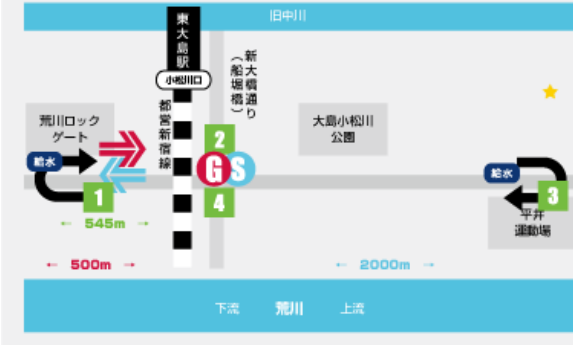 旧中川
東大島駅
小松川口
新大橋通り
（船堀橋）
都営新宿線
荒川ロック
ゲート
大島小松川
公園
給水
2
G
S
4
1
給水
3
平井
運動場
← 545m →
← 500m →
← 2000m →
下流
荒川
上流